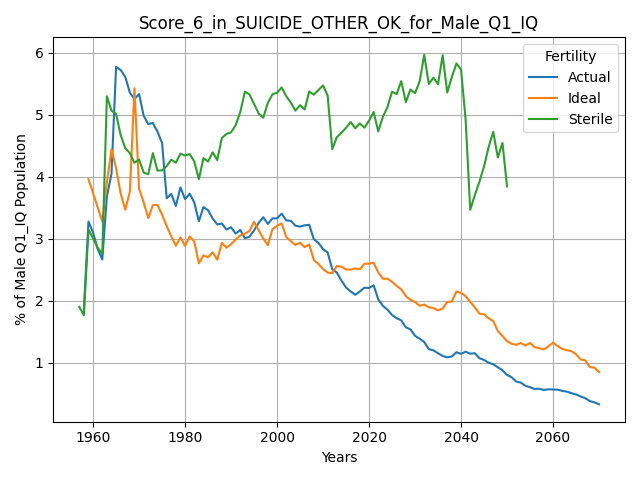 Score_6_in_SUICIDE_OTHER_OK_for_Male_Q1_IQ
Fertility
Actual
Ideal
Sterile
% of Male Q1_IQ Population
6
5
4
3
2
1
1960 1980 2000 2020 2040 2060
Years